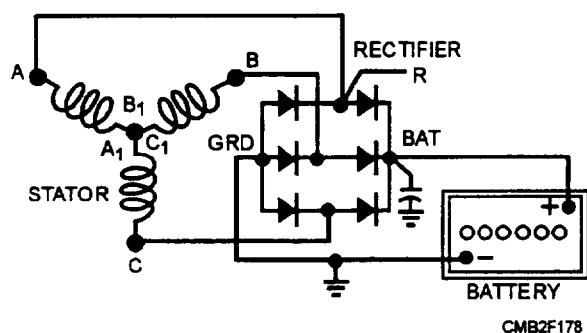 A
B
RECTIFIER
R
B1
A1 C1
GRD
BAT
STATOR
C
+
−
BATTERY
CMB2F178